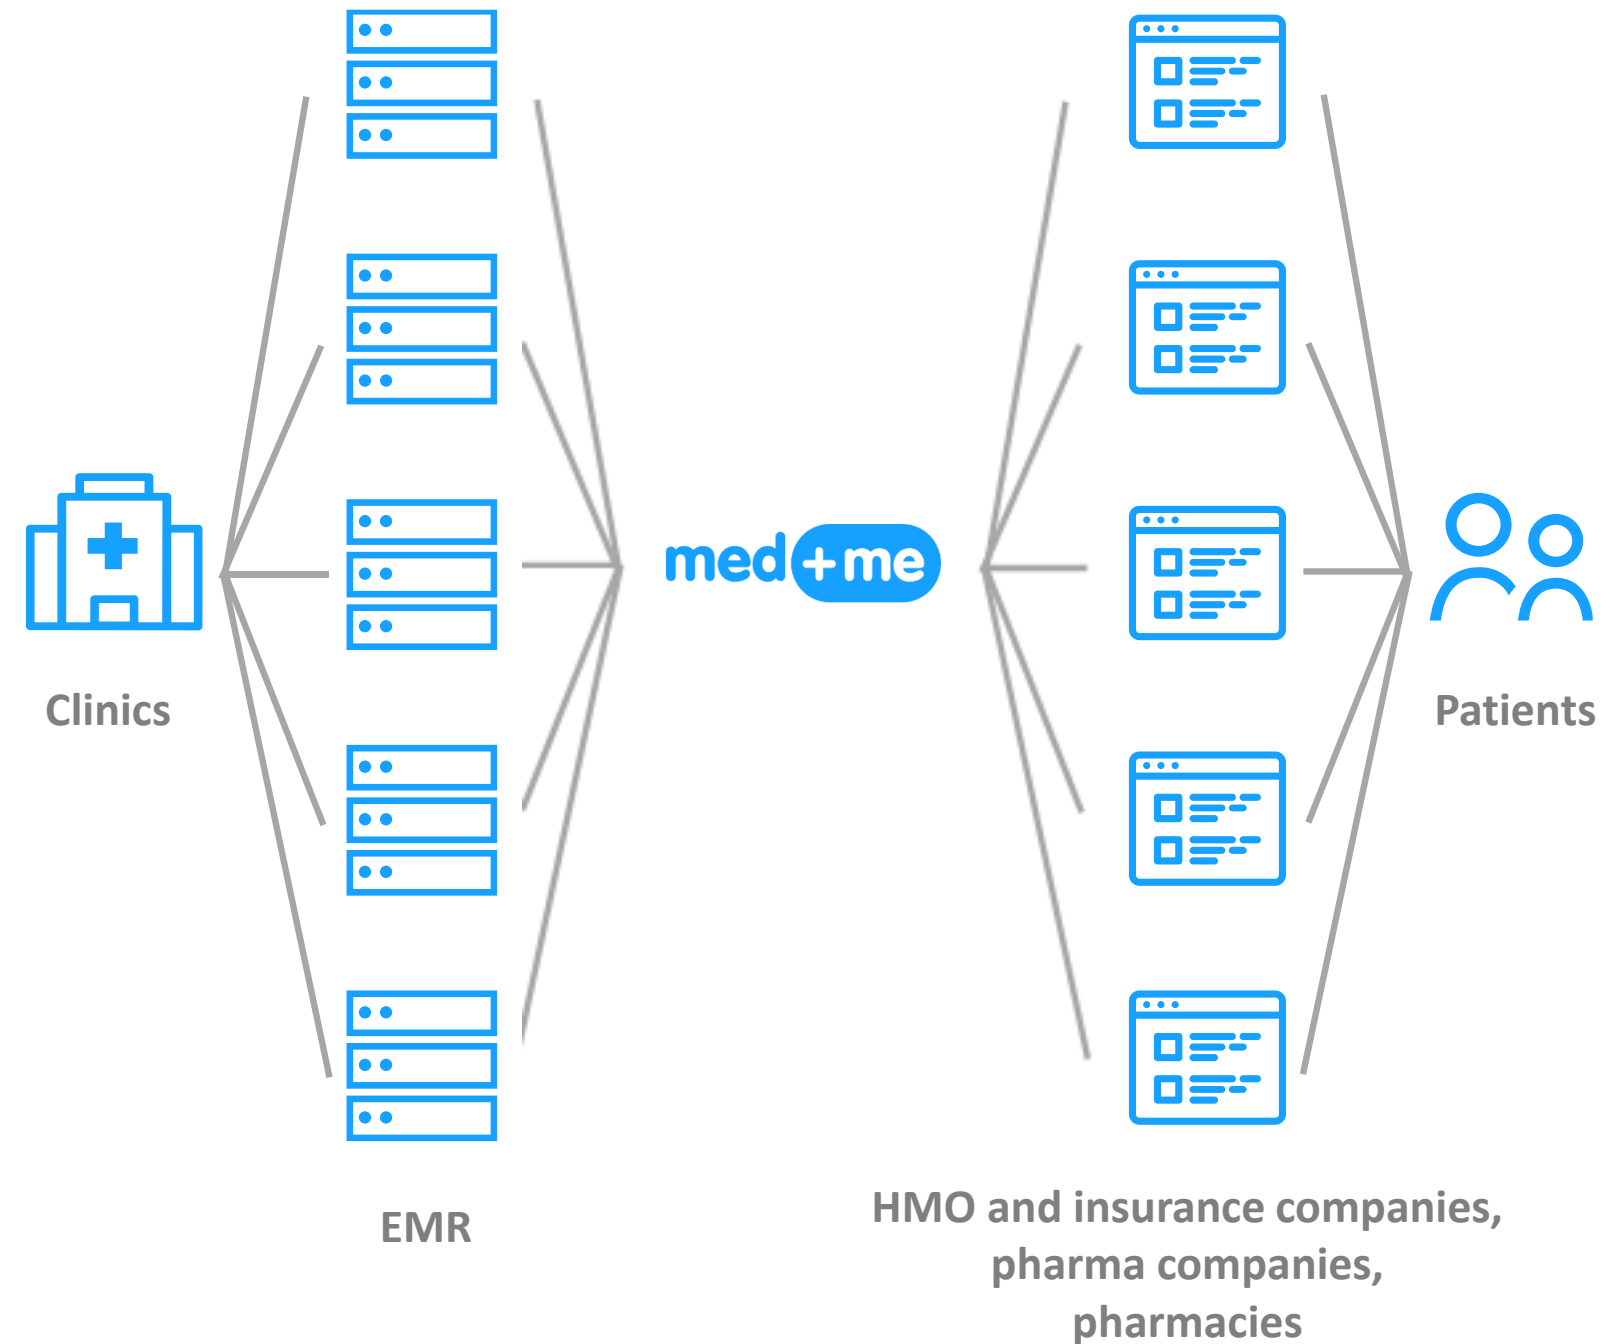 med+me
Clinics
Patients
EMR
HMO and insurance companies,
pharma companies,
pharmacies